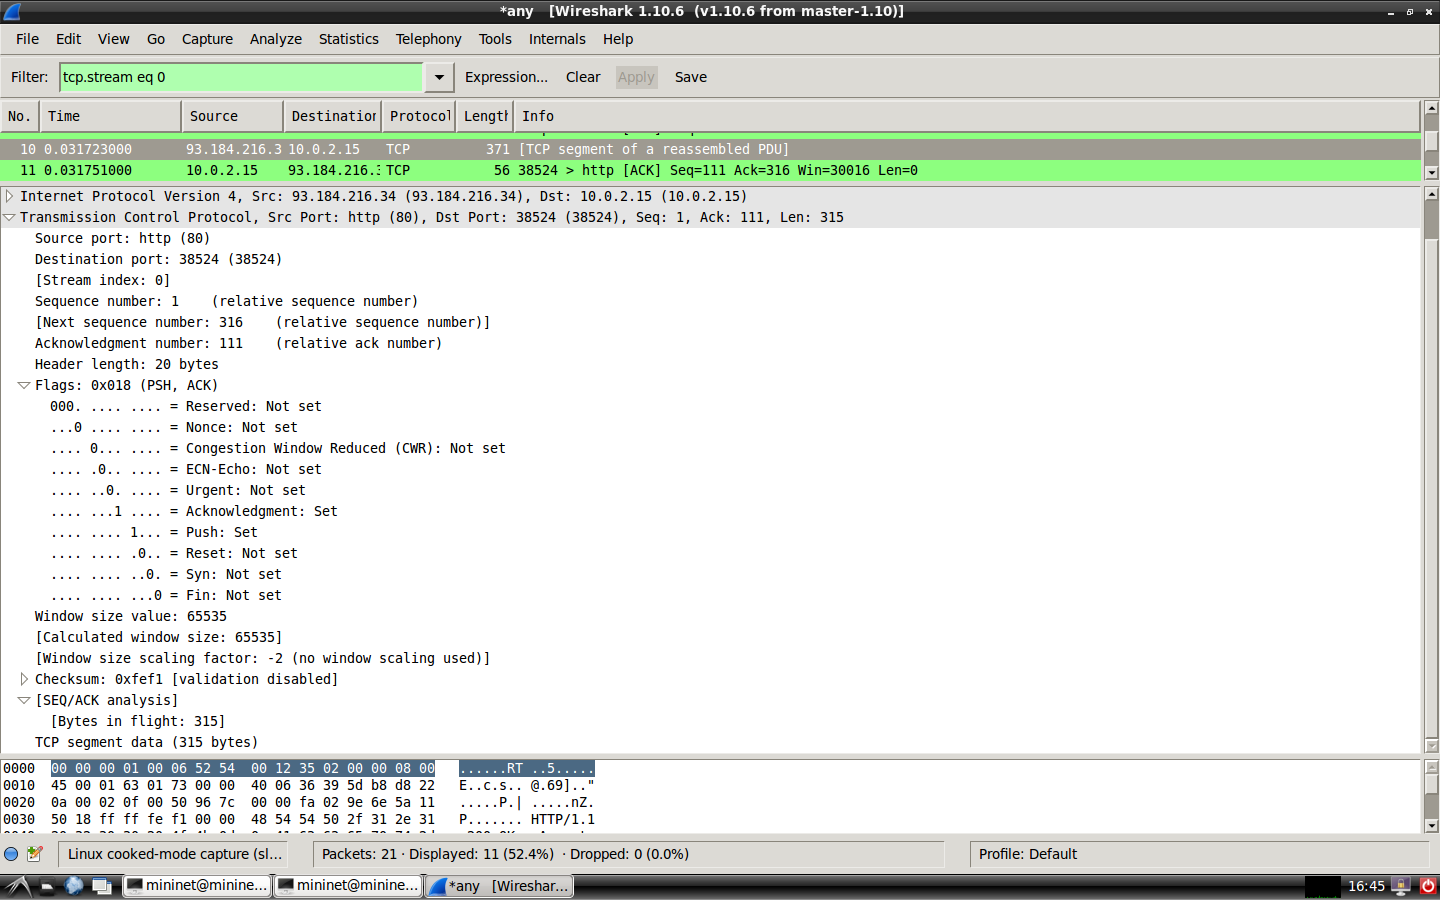 *any   [Wireshark 1.10.6  (v1.10.6 from master-1.10)]
File Edit View Go Capture Analyze Statistics Telephony Tools Internals Help
Filter: tcp.stream eq 0 Expression... Clear Apply Save
No. Time Source Destination Protocol Length Info
10 0.031723000 93.184.216.3 10.0.2.15 TCP 371 [TCP segment of a reassembled PDU]
11 0.031751000 10.0.2.15 93.184.216.3 TCP 56 38524 > http [ACK] Seq=111 Ack=316 Win=30016 Len=0
Internet Protocol Version 4, Src: 93.184.216.34 (93.184.216.34), Dst: 10.0.2.15 (10.0.2.15)
Transmission Control Protocol, Src Port: http (80), Dst Port: 38524 (38524), Seq: 1, Ack: 111, Len: 315
Source port: http (80)
Destination port: 38524 (38524)
[Stream index: 0]
Sequence number: 1    (relative sequence number)
[Next sequence number: 316    (relative sequence number)]
Acknowledgment number: 111    (relative ack number)
Header length: 20 bytes
Flags: 0x018 (PSH, ACK)
000. .... .... = Reserved: Not set
...0 .... .... = Nonce: Not set
.... 0... .... = Congestion Window Reduced (CWR): Not set
.... .0.. .... = ECN-Echo: Not set
.... ..0. .... = Urgent: Not set
.... ...1 .... = Acknowledgment: Set
.... .... 1... = Push: Set
.... .... .0.. = Reset: Not set
.... .... ..0. = Syn: Not set
.... .... ...0 = Fin: Not set
Window size value: 65535
[Calculated window size: 65535]
[Window size scaling factor: -2 (no window scaling used)]
Checksum: 0xfef1 [validation disabled]
[SEQ/ACK analysis]
[Bytes in flight: 315]
TCP segment data (315 bytes)
0000  00 00 00 01 00 06 52 54  00 12 35 02 00 00 08 00   ......RT ..5.....
0010  45 00 01 63 01 73 00 00  40 06 36 39 5d b8 d8 22   E..c.s.. @.69].."
0020  0a 00 02 0f 00 50 96 7c  00 00 fa 02 9e 6e 5a 11   .....P.| .....nZ.
0030  50 18 ff ff fe f1 00 00  48 54 54 50 2f 31 2e 31   P....... HTTP/1.1
Linux cooked-mode capture (sl... Packets: 21 · Displayed: 11 (52.4%)  · Dropped: 0 (0.0%) Profile: Default
mininet@minine... mininet@minine... *any   [Wireshar... 16:45